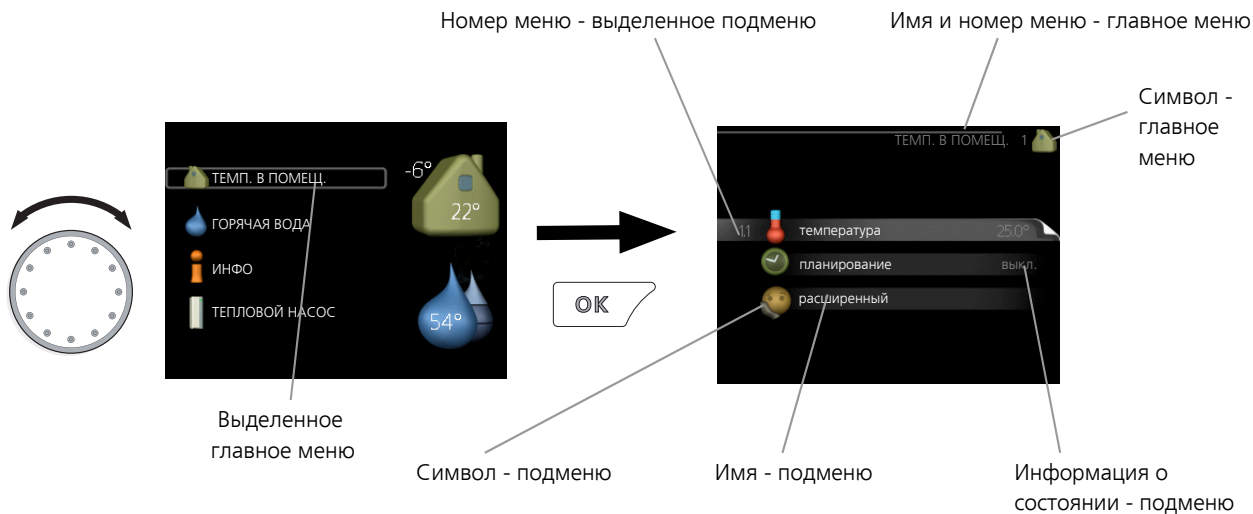 Номер меню - выделенное подменю
Имя и номер меню - главное меню
Символ -
главное
меню
ТЕМП. В ПОМЕЩ.
-6°
22°
ГОРЯЧАЯ ВОДА
ИНФО
ТЕПЛОВОЙ НАСОС
54°
OK
ТЕМП. В ПОМЕЩ. 1
1.1 температура 25.0°
планирование выкл.
расширенный
Выделенное
главное меню
Символ - подменю
Имя - подменю
Информация о
состоянии - подменю